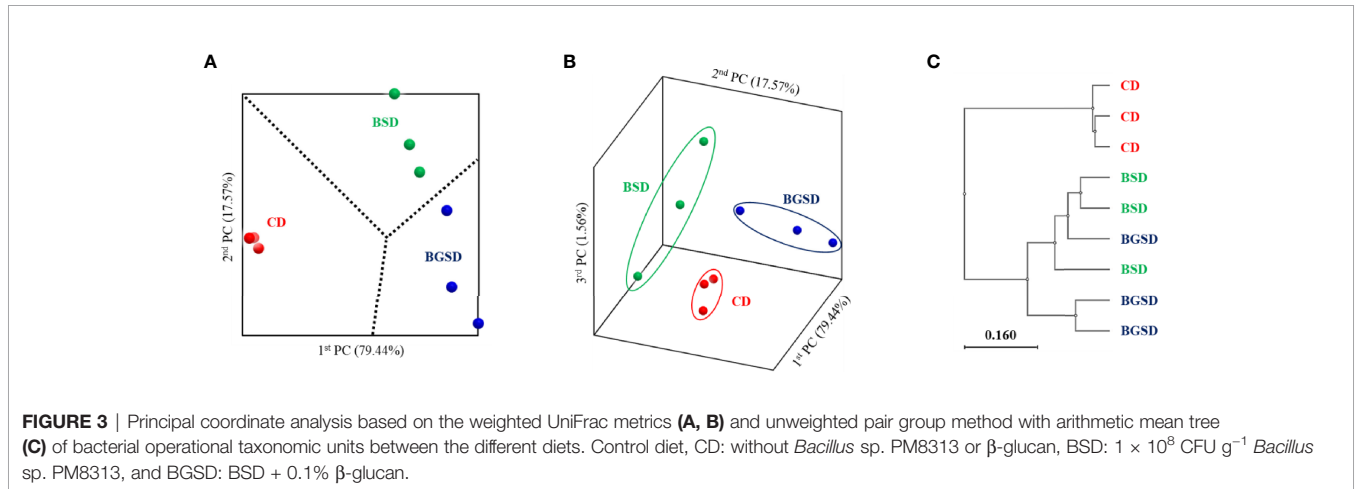 A
B
C
BSD
CD
BGSD
2nd PC (17.57%)
1st PC (79.44%)
2nd PC (17.57%)
BSD
BGSD
CD
3rd PC (1.56%)
1st PC (79.44%)
CD
CD
CD
BSD
BSD
BGSD
BSD
BGSD
BGSD
0.160
FIGURE 3 | Principal coordinate analysis based on the weighted UniFrac metrics (A, B) and unweighted pair group method with arithmetic mean tree
(C) of bacterial operational taxonomic units between the different diets. Control diet, CD: without Bacillus sp. PM8313 or β-glucan, BSD: 1 × 10⁸ CFU g⁻¹ Bacillus
sp. PM8313, and BGSD: BSD + 0.1% β-glucan.